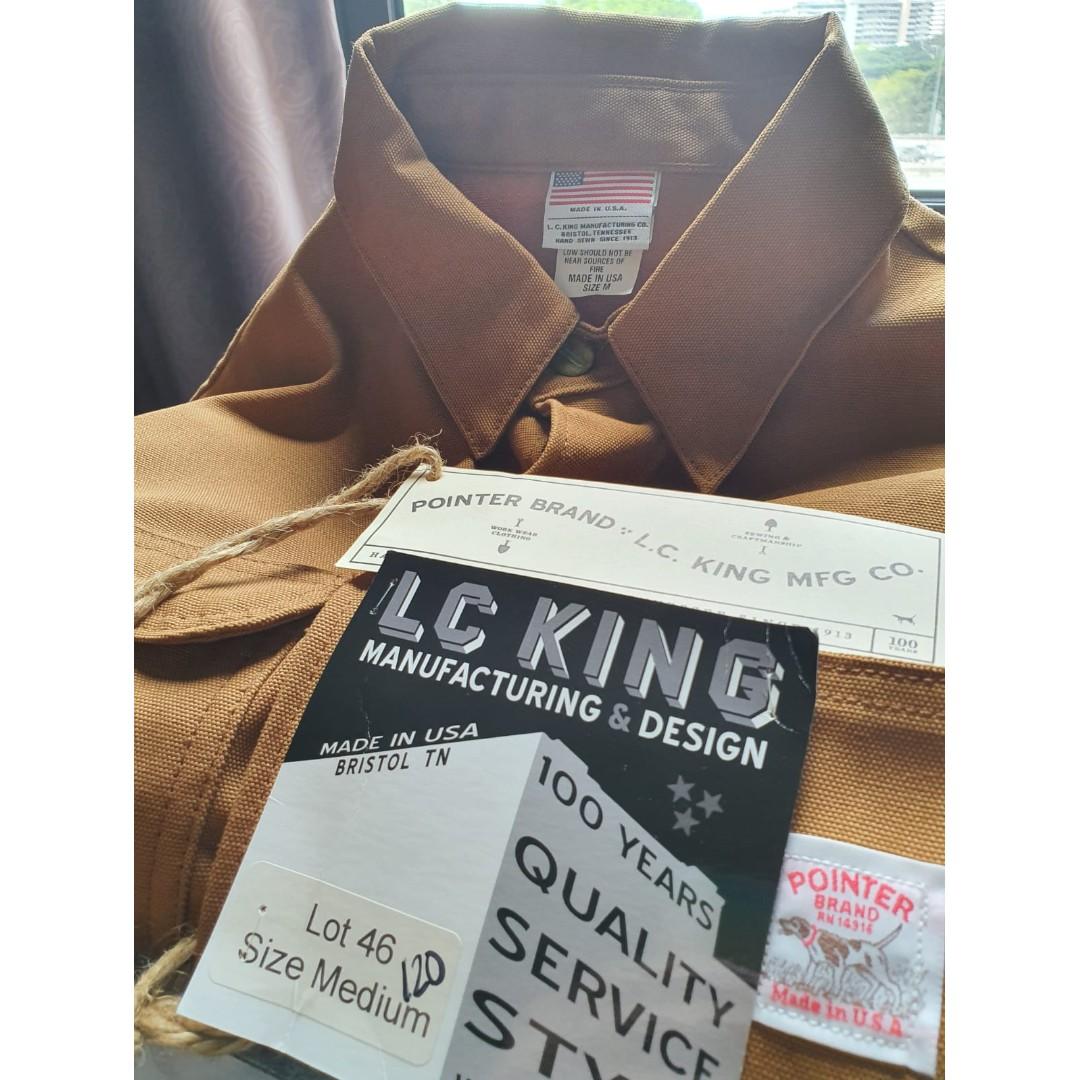 MADE IN U.S.A.
L. C. KING MANUFACTURING CO.
BRISTOL, TENNESSEE
HAND SEWN SINCE 1913
LOW SHOULD NOT BE
NEAR SOURCES OF
FIRE
MADE IN USA
SIZE M
POINTER BRAND L.C. KING MFG CO.
WORK WEAR
CLOTHING
SEWING &
CRAFTSMANSHIP
SINCE 1913
100
YEARS
LC KING
MANUFACTURING & DESIGN
MADE IN USA
BRISTOL TN
100 YEARS
QUALITY
SERVICE
Lot 46
120
Size Medium
POINTER
BRAND
RN 14914
Made in U.S.A